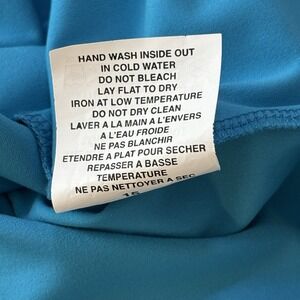 HAND WASH INSIDE OUT
IN COLD WATER
DO NOT BLEACH
LAY FLAT TO DRY
IRON AT LOW TEMPERATURE
DO NOT DRY CLEAN
LAVER A LA MAIN A L'ENVERS
A L'EAU FROIDE
NE PAS BLANCHIR
ETENDRE A PLAT POUR SECHER
REPASSER A BASSE
TEMPERATURE
NE PAS NETTOYER A SEC